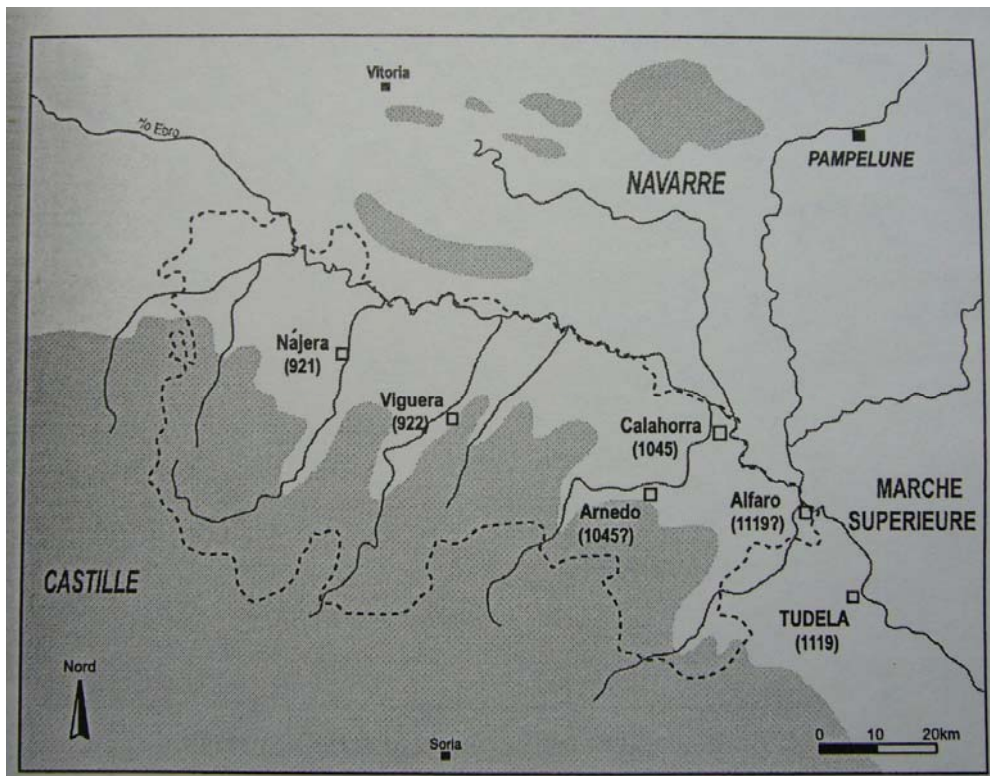 Vitoria
Río Ebro
PAMPELUNE
NAVARRE
Nájera
(921)
Viguera
(922)
Calahorra
(1045)
Arnedo
(1045?)
Alfaro
(1119?)
MARCHE
SUPERIEURE
CASTILLE
TUDELA
(1119)
Nord
Soria
0 10 20km